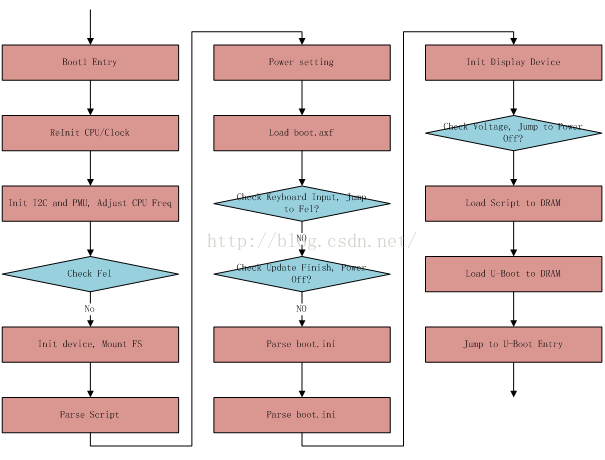 Boot1 Entry
ReInit CPU/Clock
Init I2C and PMU, Adjust CPU Freq
Check Fel
No
Init device, Mount FS
Parse Script
Power setting
Load boot.axf
Check Keyboard Input, Jump
to Fel?
NO
Check Update Finish, Power
Off?
Parse boot.ini
Parse boot.ini
Init Display Device
Check Voltage, Jump to Power
Off?
Load Script to DRAM
Load U-Boot to DRAM
Jump to U-Boot Entry
http://blog.csdn.net/